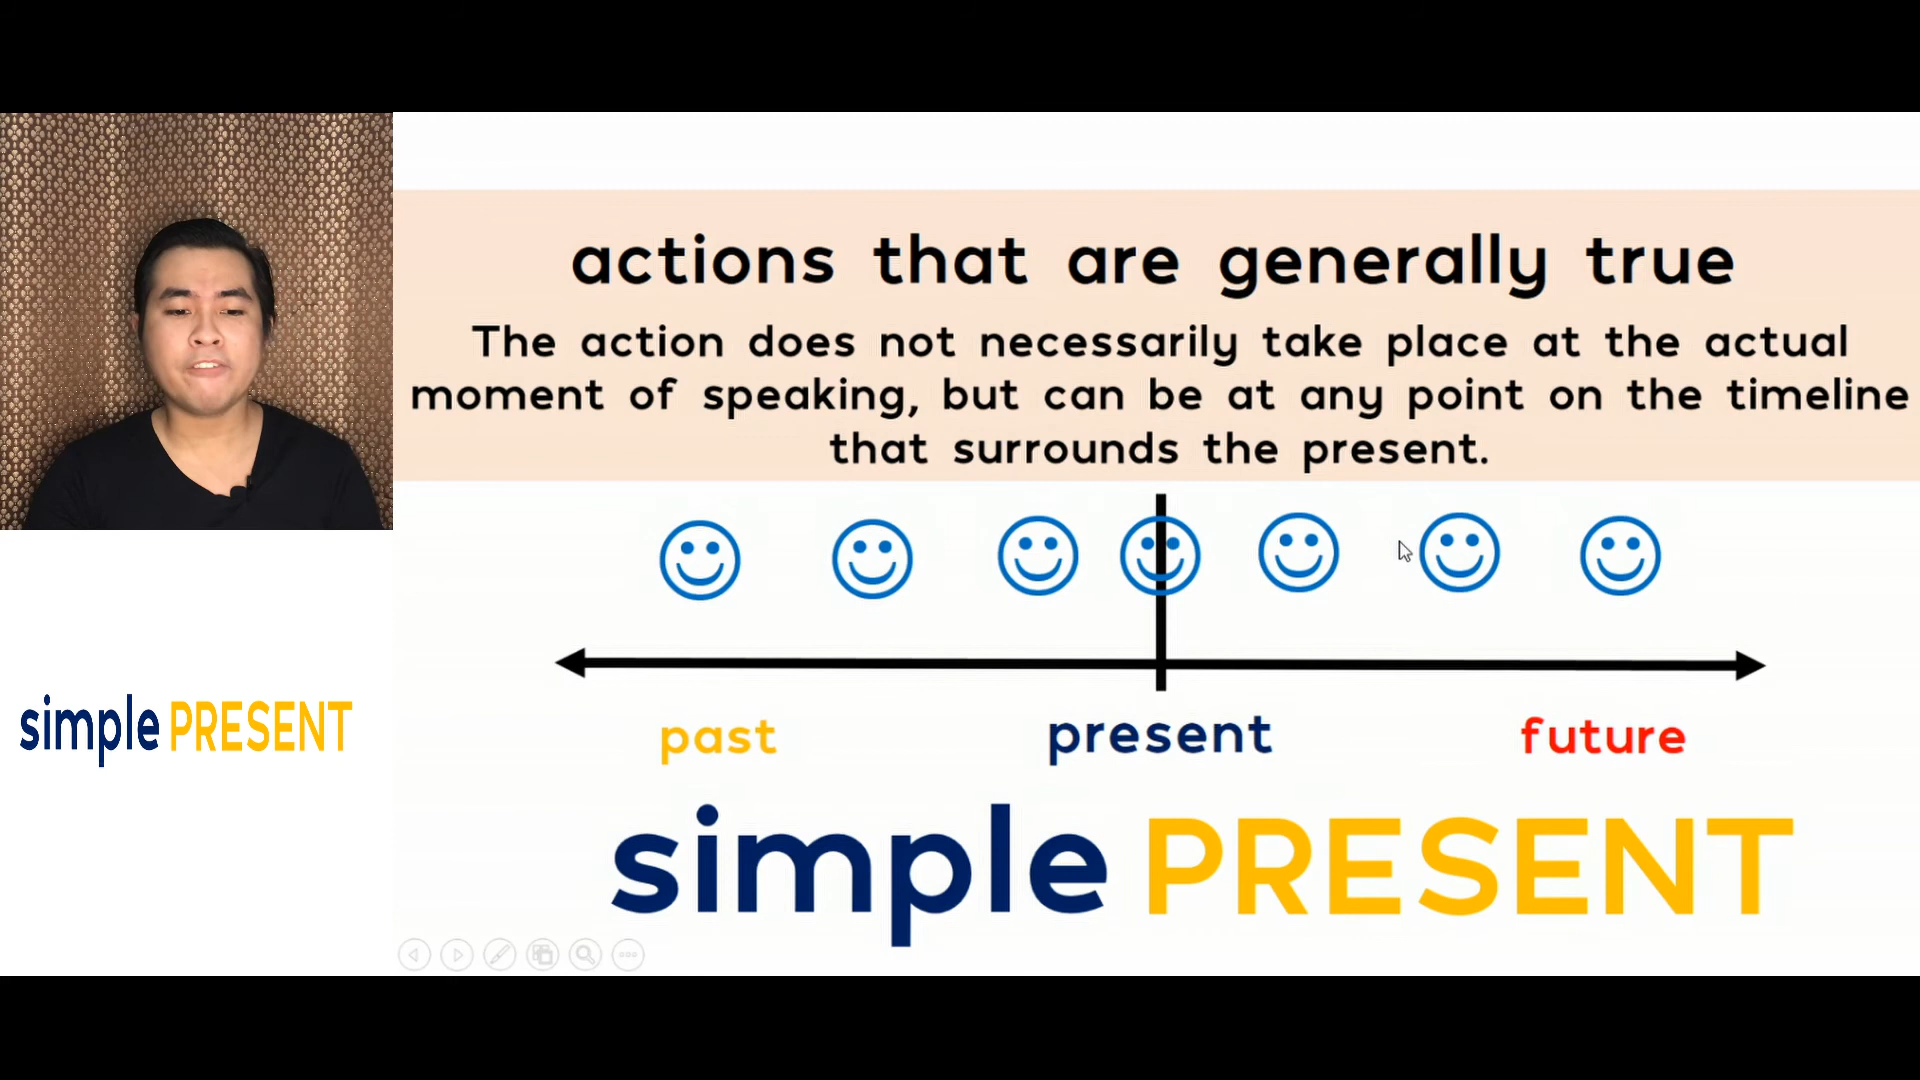 actions that are generally true
The action does not necessarily take place at the actual
moment of speaking, but can be at any point on the timeline
that surrounds the present.
past present future
simple PRESENT
simple PRESENT